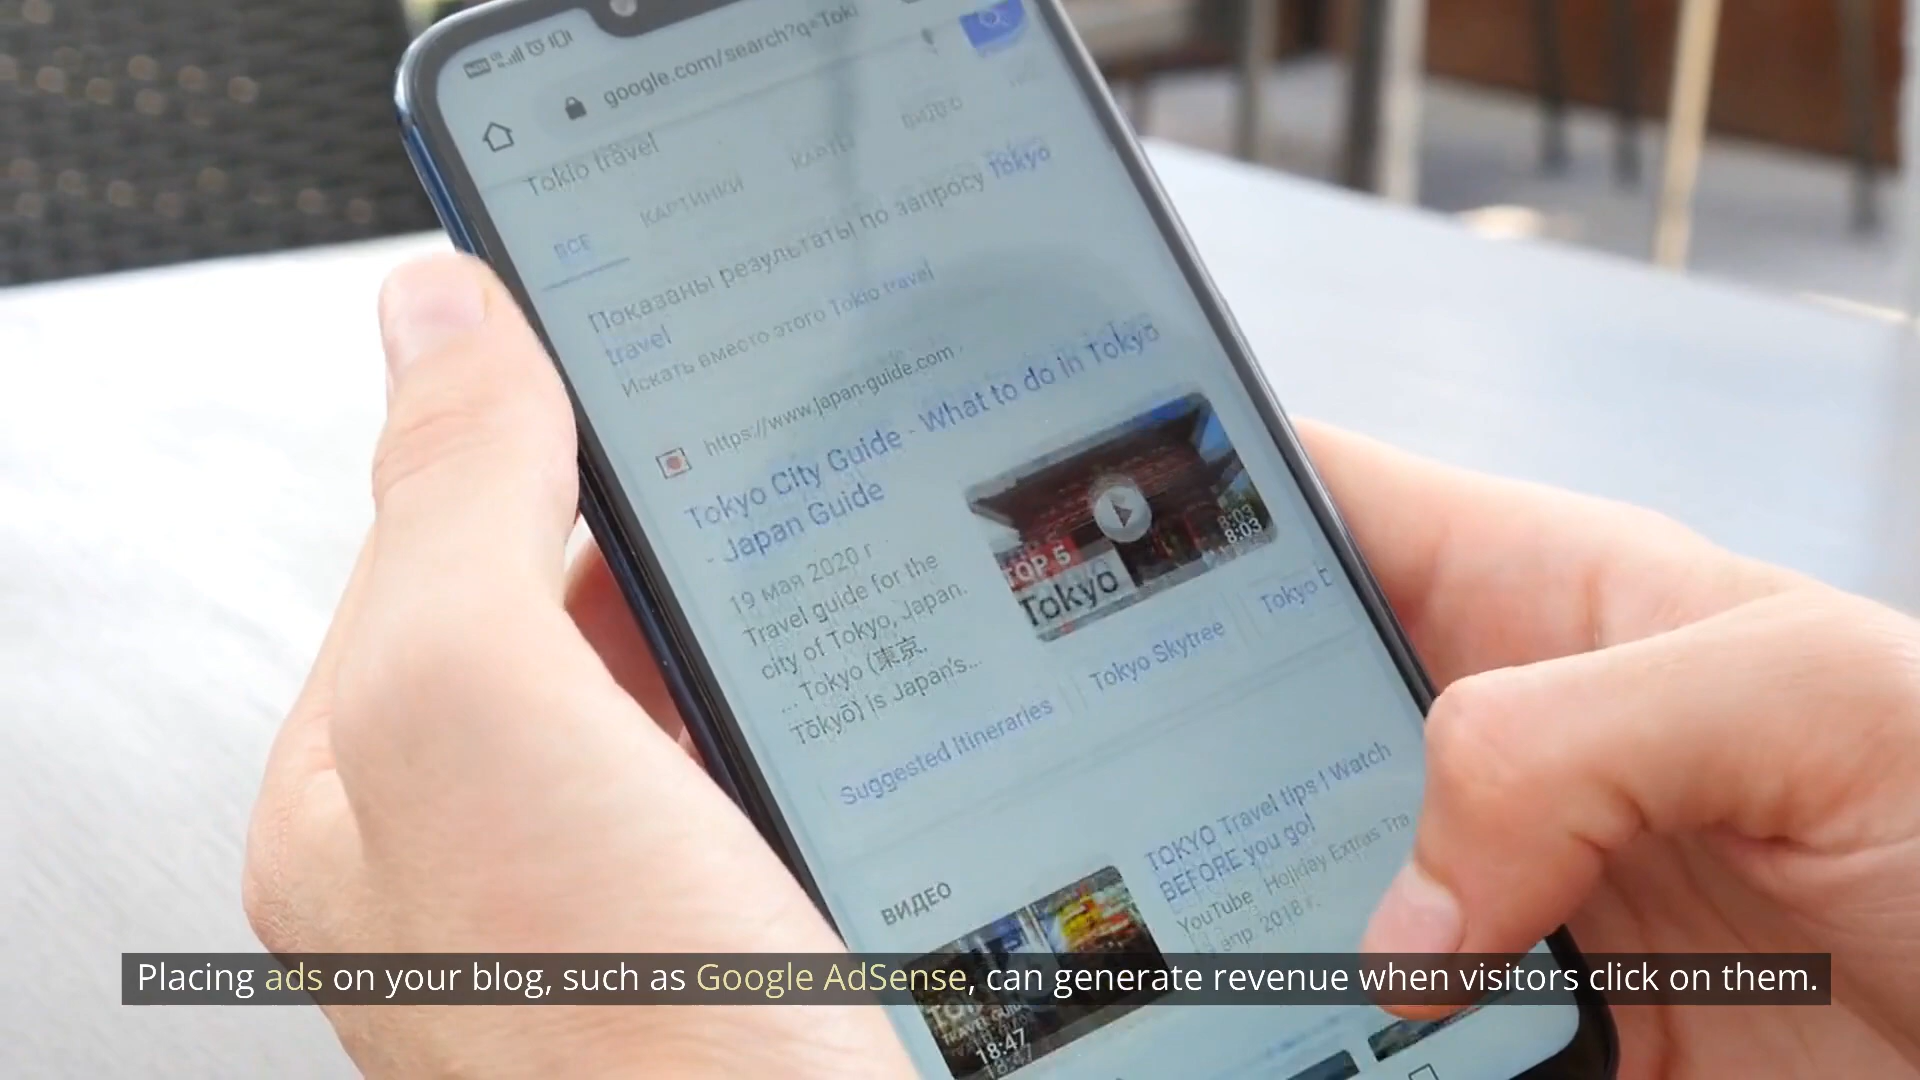 google.com/search?q=Toki
Tokio travel
ВСЕ
КАРТИНКИ
КАРТЫ
ВИДЕО
Показаны результаты по запросу Tokyo
travel
Искать вместо этого Tokio travel
https://www.japan-guide.com
Tokyo City Guide - What to do in Tokyo
- Japan Guide
19 мая 2020 г.
Travel guide for the
city of Tokyo, Japan.
... Tokyo (東京,
Tōkyō) is Japan's...
TOP 5
Tokyo
8:03
Suggested Itineraries
Tokyo Skytree
Tokyo t
ВИДЕО
TOKYO Travel tips | Watch
BEFORE you go!
YouTube Holiday Extras Tra
апр. 2018 г.
TRAVEL GUIDE
18:47
Placing ads on your blog, such as Google AdSense, can generate revenue when visitors click on them.